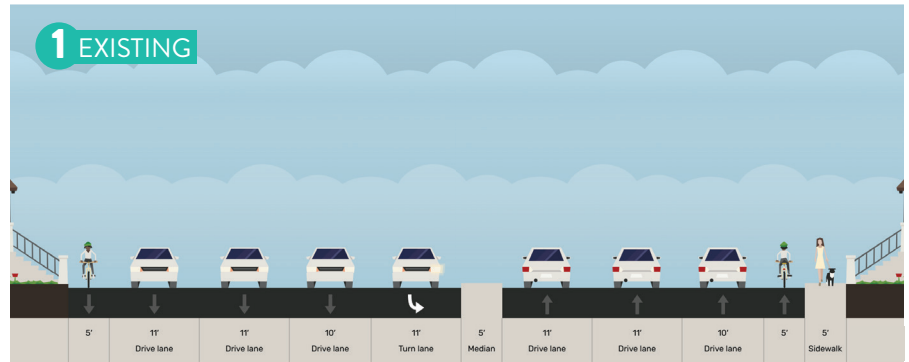 1 EXISTING
5' 11' 11' 10' 11' 5' 11' 11' 10' 5' 5'
Drive lane Drive lane Drive lane Turn lane Median Drive lane Drive lane Drive lane Sidewalk